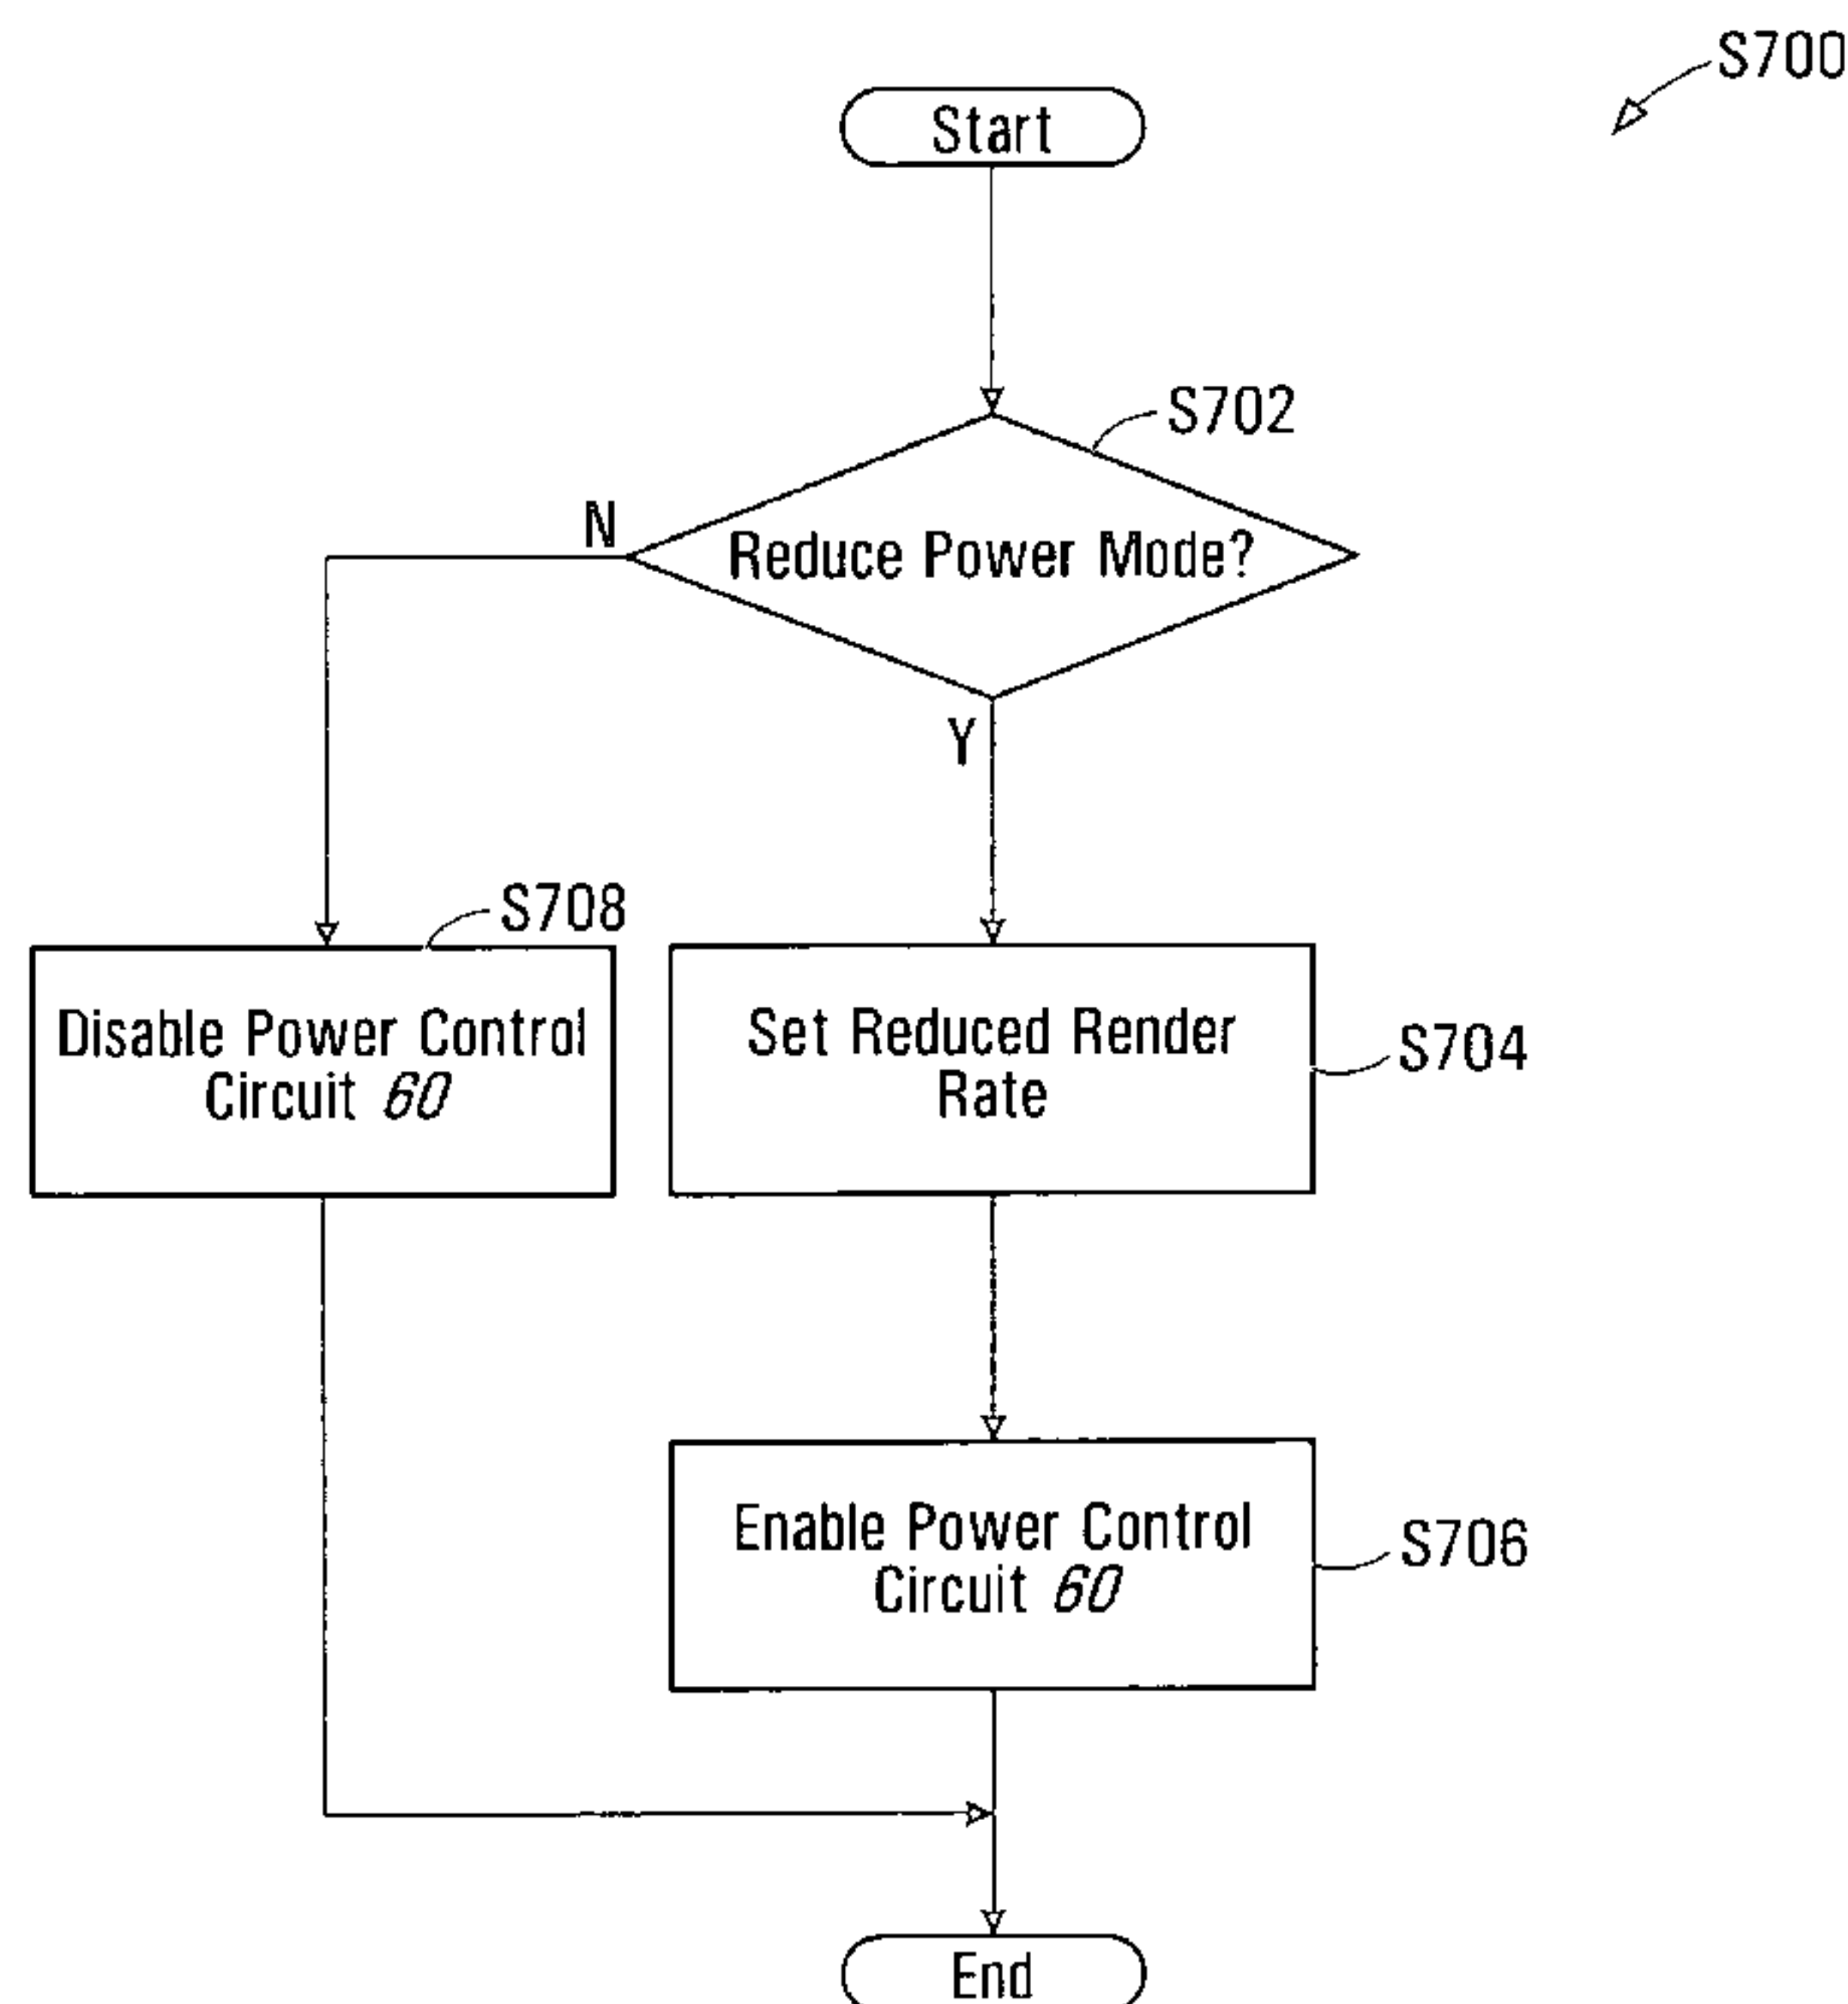 S700
Start
S702
N
Reduce Power Mode?
Y
S708
Disable Power Control
Circuit 60
Set Reduced Render
Rate
S704
Enable Power Control
Circuit 60
S706
End